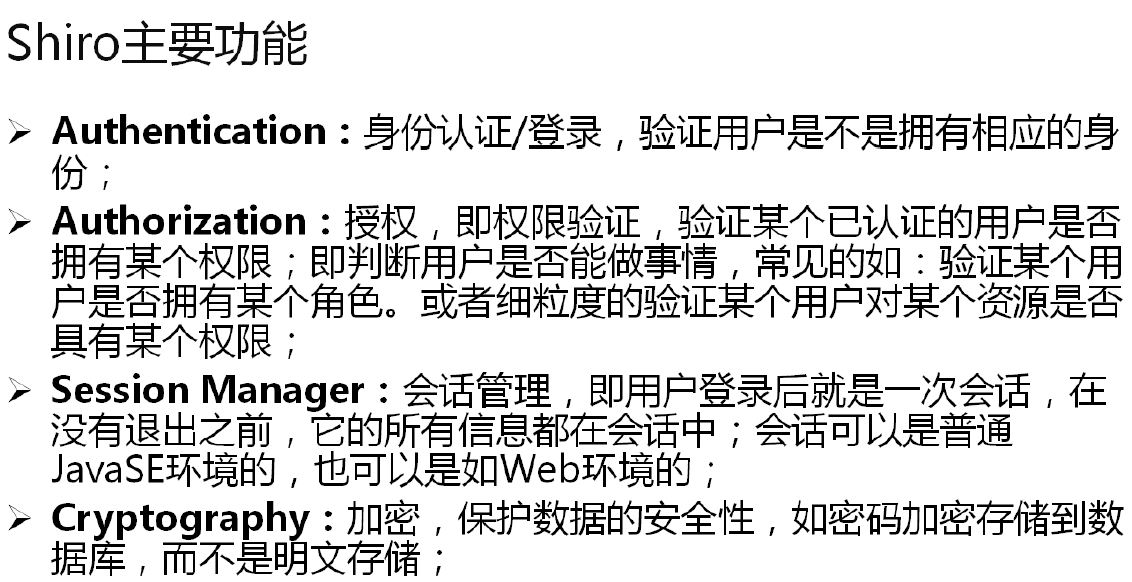 Shiro主要功能
➢ Authentication：身份认证/登录，验证用户是不是拥有相应的身
份；
➢ Authorization：授权，即权限验证，验证某个已认证的用户是否
拥有某个权限；即判断用户是否能做事情，常见的如：验证某个用
户是否拥有某个角色。或者细粒度的验证某个用户对某个资源是否
具有某个权限；
➢ Session Manager：会话管理，即用户登录后就是一次会话，在
没有退出之前，它的所有信息都在会话中；会话可以是普通
JavaSE环境的，也可以是如Web环境的；
➢ Cryptography：加密，保护数据的安全性，如密码加密存储到数
据库，而不是明文存储；